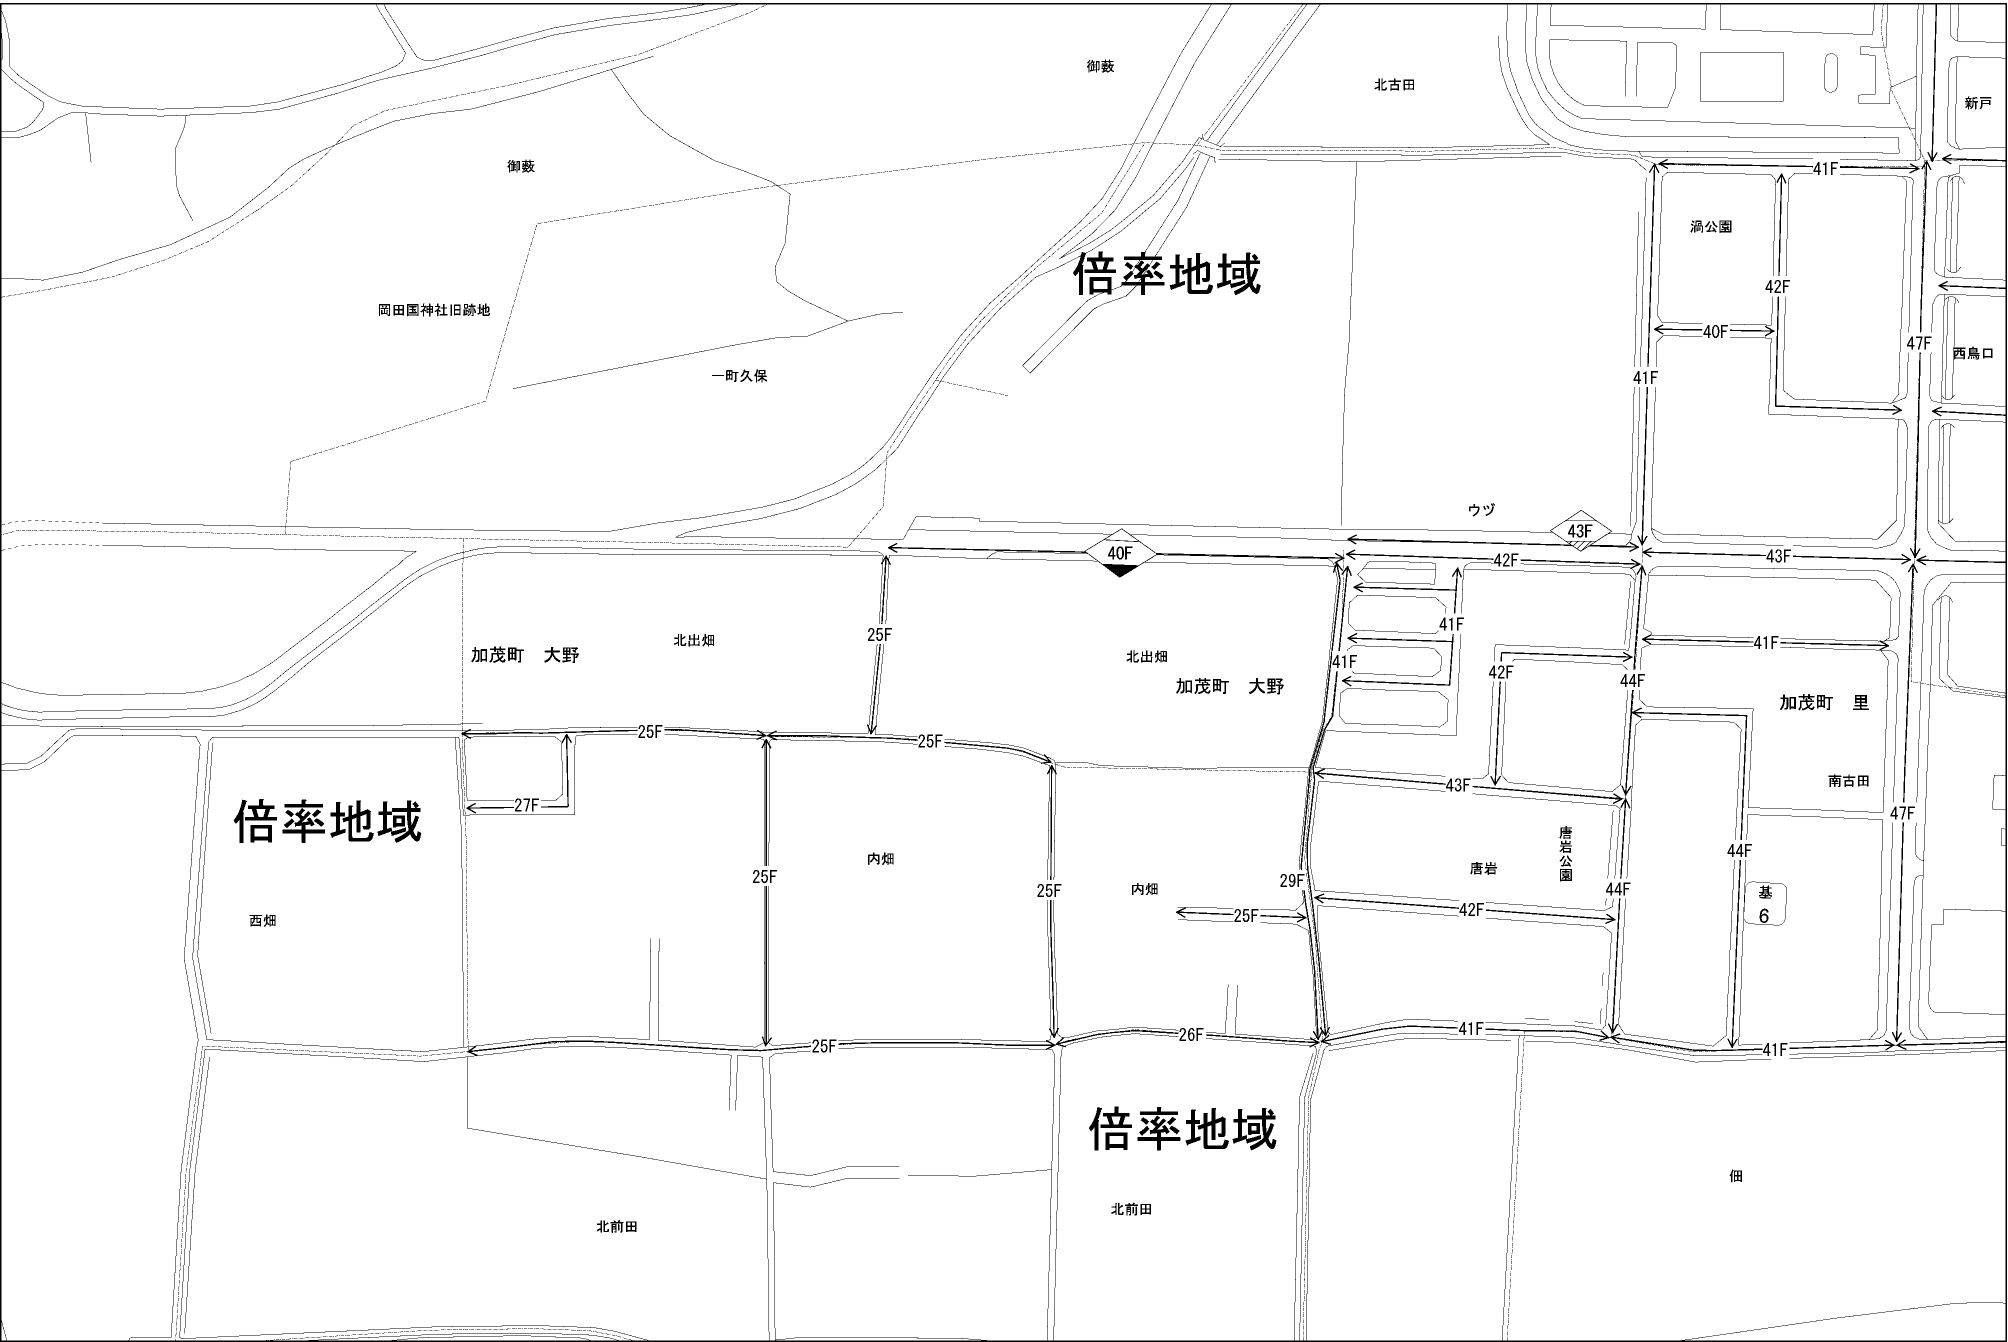 御薮
北古田
新戸
御薮
41F
渦公園
倍率地域
42F
岡田国神社旧跡地
40F
47F
西鳥口
一町久保
41F
ウヅ
43F
40F
42F
43F
41F
25F
北出畑
加茂町　大野
北出畑
41F
加茂町　大野
41F
42F
44F
加茂町　里
25F
25F
43F
南古田
27F
倍率地域
47F
唐岩公園
44F
内畑
唐岩
25F
25F
29F
内畑
44F
基
6
西畑
25F
42F
41F
26F
25F
41F
倍率地域
佃
北前田
北前田